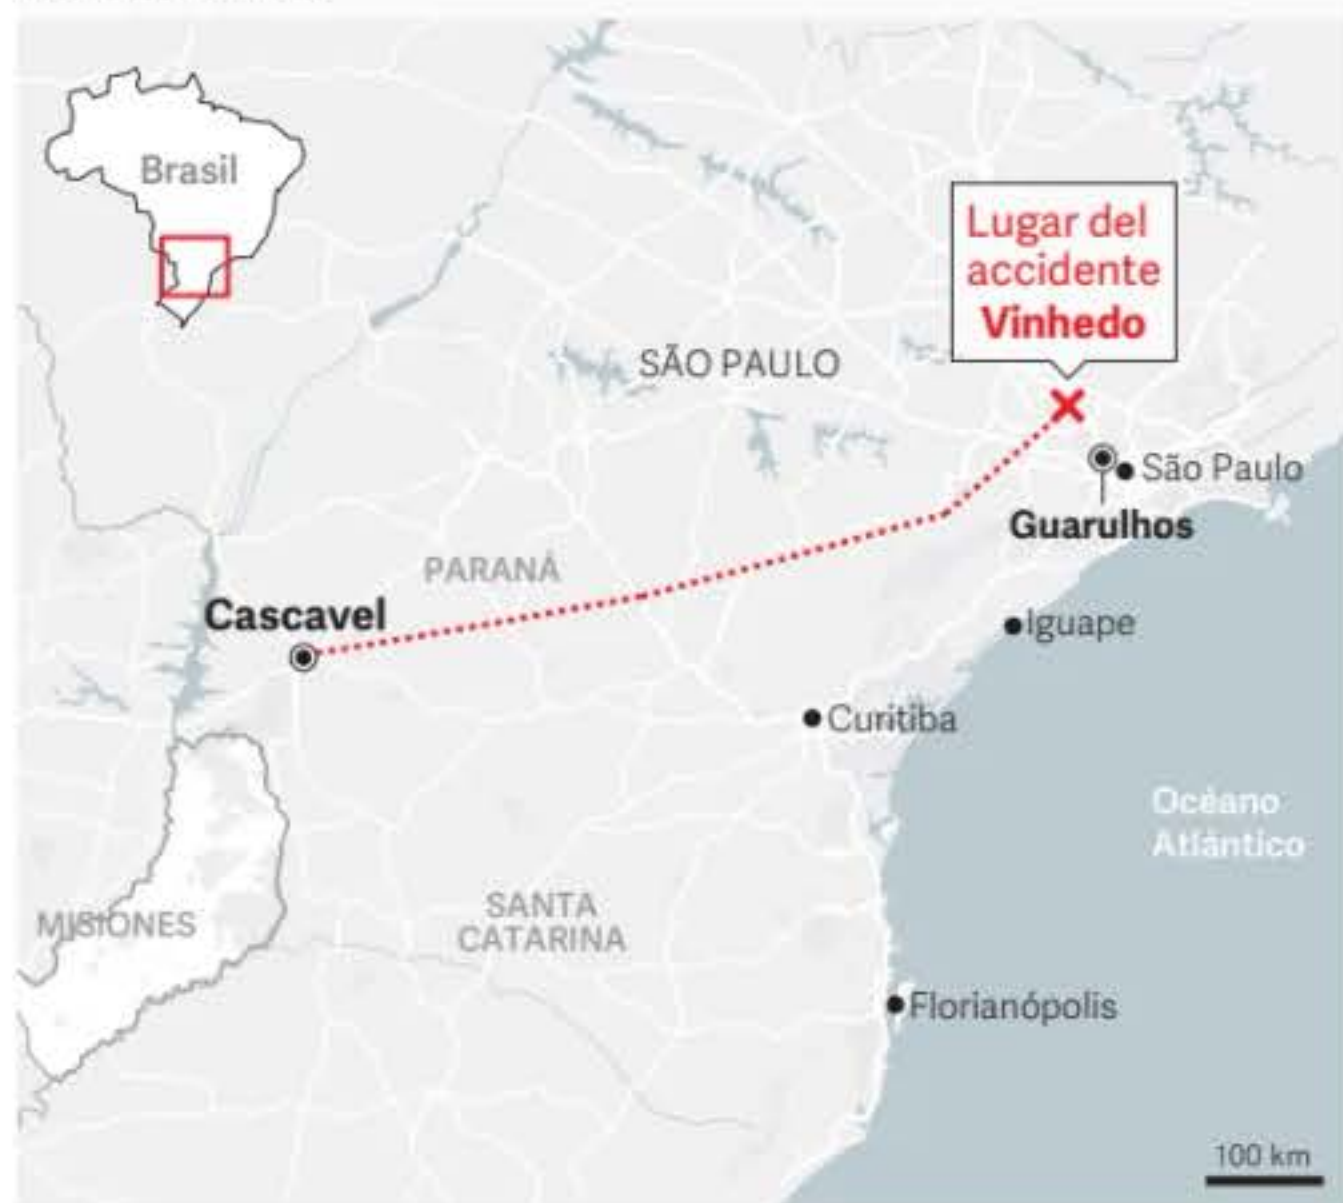 Brasil
Lugar del
accidente
Vinhedo
SÃO PAULO
São Paulo
Guarulhos
PARANÁ
Cascavel
Iguape
Curitiba
Océano
Atlántico
MISIONES
SANTA
CATARINA
Florianópolis
100 km